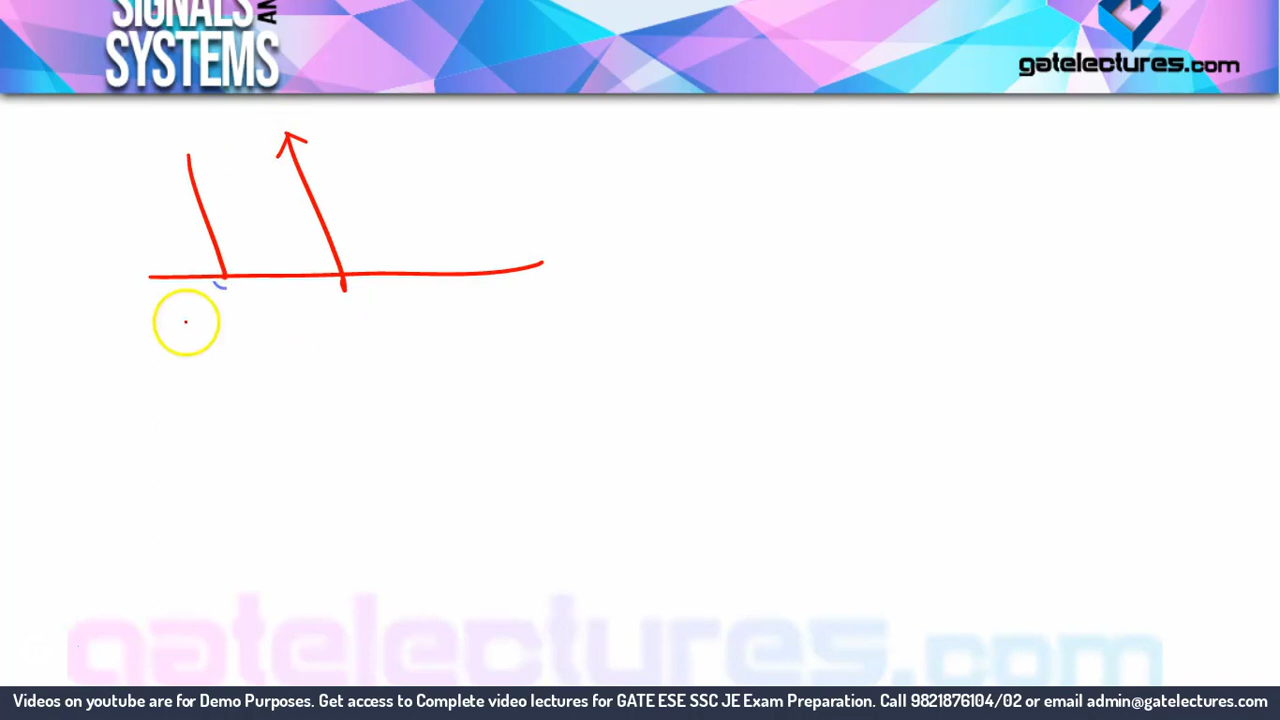 SIGNALS AND
SYSTEMS
gatelectures.com
gatelectures.com
Videos on youtube are for Demo Purposes. Get access to Complete video lectures for GATE ESE SSC JE Exam Preparation. Call 9821876104/02 or email admin@gatelectures.com